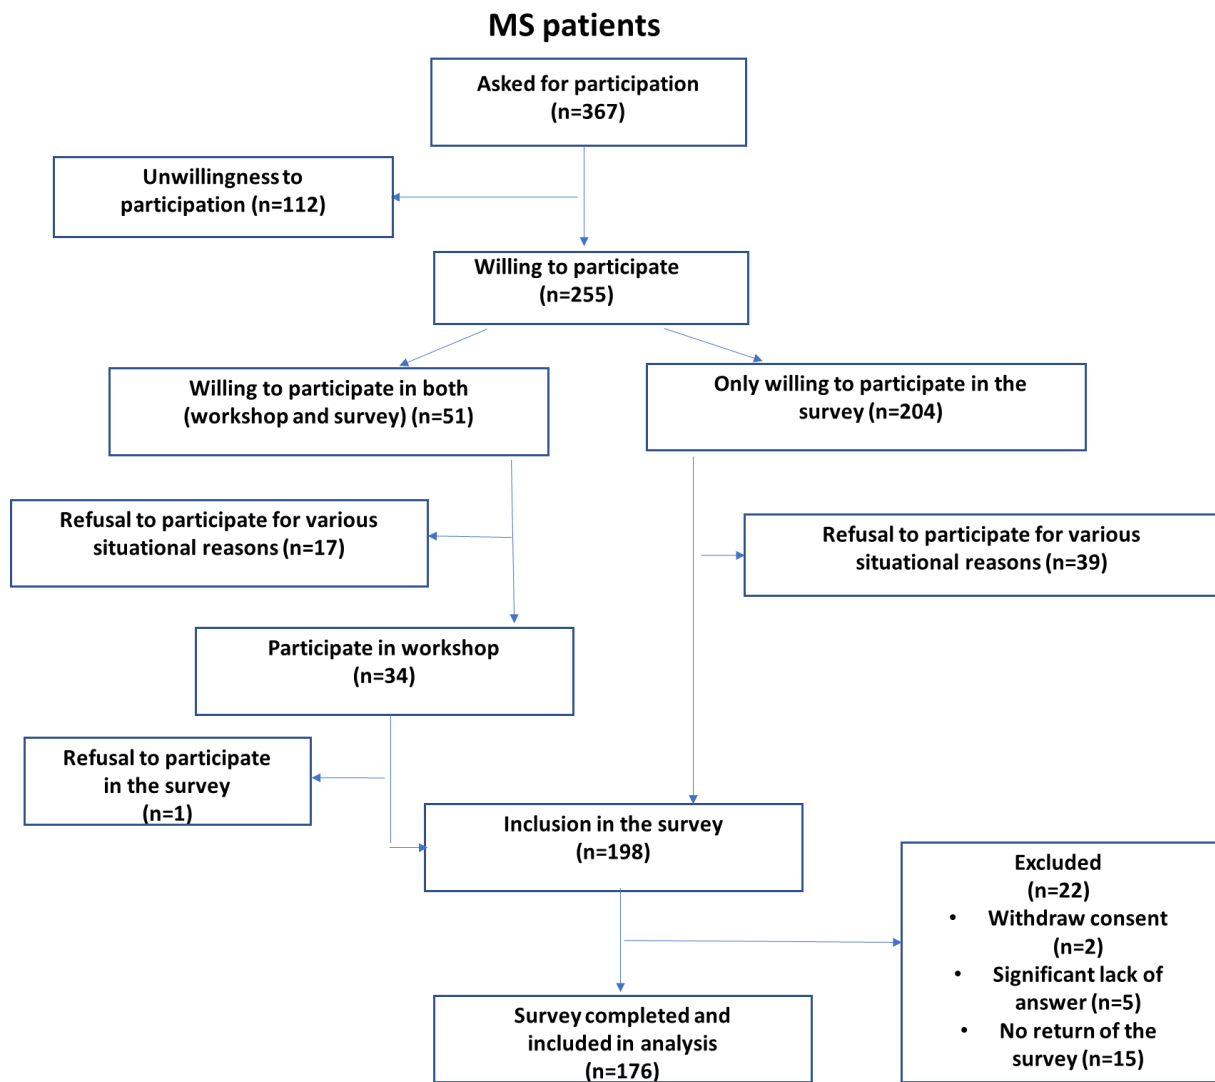 MS patients
Asked for participation
(n=367)
Unwillingness to
participation (n=112)
Willing to participate
(n=255)
Willing to participate in both
(workshop and survey) (n=51)
Only willing to participate in the
survey (n=204)
Refusal to participate for various
situational reasons (n=17)
Refusal to participate for various
situational reasons (n=39)
Participate in workshop
(n=34)
Refusal to participate
in the survey
(n=1)
Inclusion in the survey
(n=198)
Excluded
(n=22)
• Withdraw consent
(n=2)
• Significant lack of
answer (n=5)
• No return of the
survey (n=15)
Survey completed and
included in analysis
(n=176)